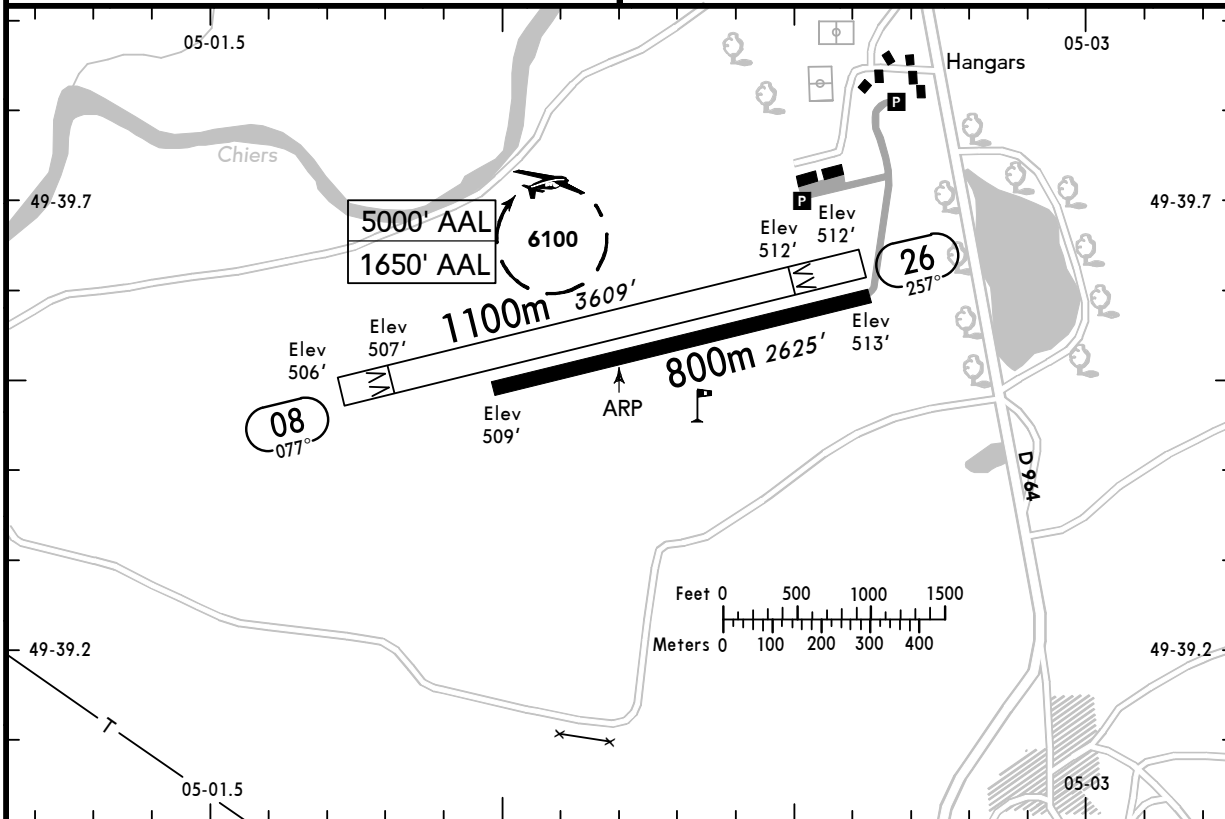 05-01.5
05-03
Hangars
P
Chiers
49-39.7
49-39.7
5000' AAL
1650' AAL
6100
P
Elev
512'
Elev
512'
26
257°
1100m 3609'
Elev
507'
Elev
506'
Elev
513'
800m 2625'
ARP
08
077°
Elev
509'
D 964
Feet 0 500 1000 1500
Meters 0 100 200 300 400
49-39.2
49-39.2
T
05-01.5
05-03